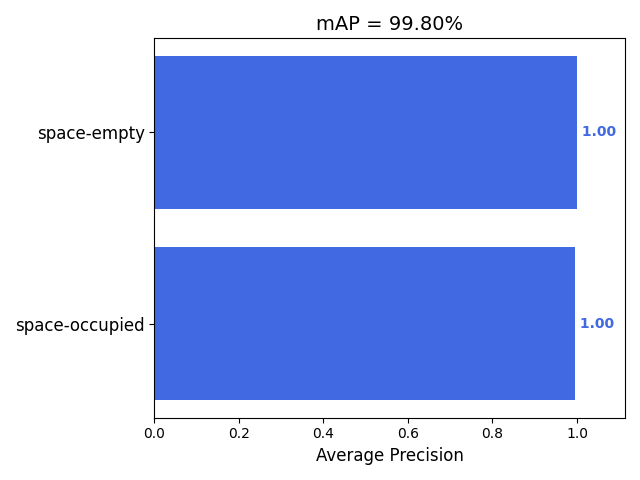 mAP = 99.80%
space-empty
1.00
space-occupied
1.00
0.0 0.2 0.4 0.6 0.8 1.0
Average Precision